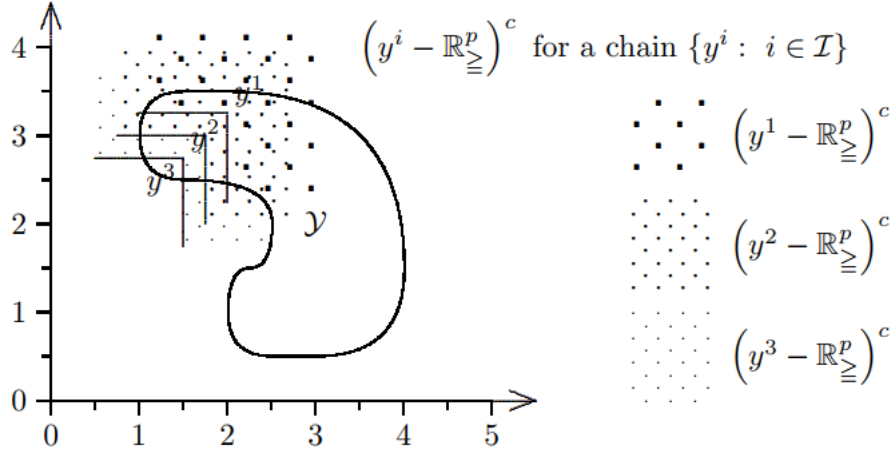 (y^i − ℝ^p_≧)^c for a chain {y^i : i ∈ 𝓘}
4
3
2
1
0
0
1
2
3
4
5
y^1
y^2
y^3
𝒴
(y^1 − ℝ^p_≧)^c
(y^2 − ℝ^p_≧)^c
(y^3 − ℝ^p_≧)^c